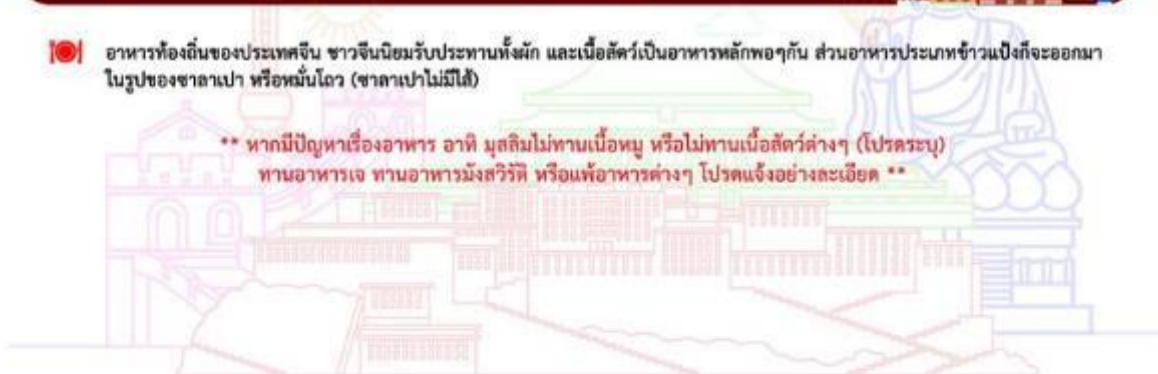 อาหารท้องถิ่นของประเทศจีน ชาวจีนนิยมรับประทานทั้งผัก และเนื้อสัตว์เป็นอาหารหลักพอๆกัน ส่วนอาหารประเภทข้าวแป้งก็จะออกมา
ในรูปของซาลาเปา หรือหมั่นโถว (ซาลาเปาไม่มีไส้)
** หากมีปัญหาเรื่องอาหาร อาทิ มุสลิมไม่ทานเนื้อหมู หรือไม่ทานเนื้อสัตว์ต่างๆ (โปรดระบุ)
ทานอาหารเจ ทานอาหารมังสวิรัติ หรือแพ้อาหารต่างๆ โปรดแจ้งอย่างละเอียด **